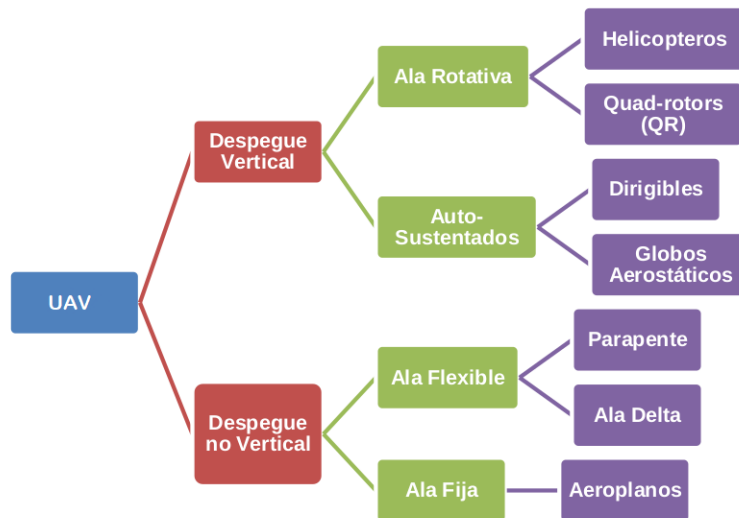 UAV
Despegue
Vertical
Ala Rotativa
Helicopteros
Quad-rotors
(QR)
Auto-
Sustentados
Dirigibles
Globos
Aerostáticos
Despegue
no Vertical
Ala Flexible
Parapente
Ala Delta
Ala Fija
Aeroplanos